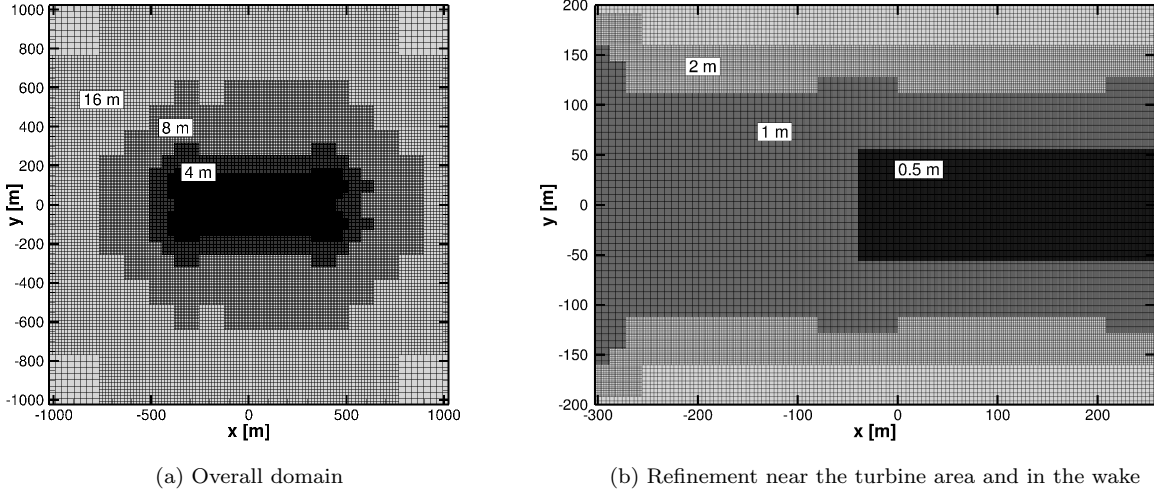 1000
800
600
400
200
0
-200
-400
-600
-800
-1000
y [m]
16 m
8 m
4 m
-1000
-500
0
500
1000
x [m]
(a) Overall domain
200
150
100
50
0
-50
-100
-150
-200
y [m]
2 m
1 m
0.5 m
-300
-200
-100
0
100
200
x [m]
(b) Refinement near the turbine area and in the wake